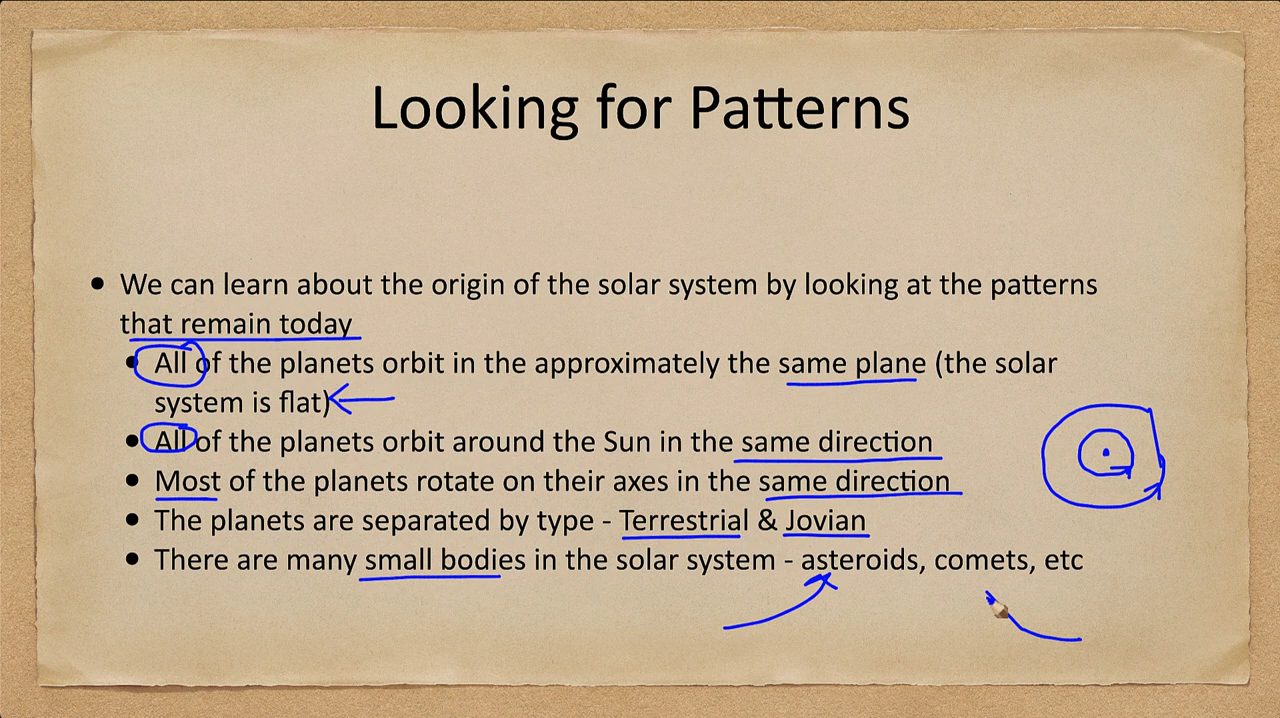 Looking for Patterns
• We can learn about the origin of the solar system by looking at the patterns
that remain today
• All of the planets orbit in the approximately the same plane (the solar
system is flat)
• All of the planets orbit around the Sun in the same direction
• Most of the planets rotate on their axes in the same direction
• The planets are separated by type - Terrestrial & Jovian
• There are many small bodies in the solar system - asteroids, comets, etc